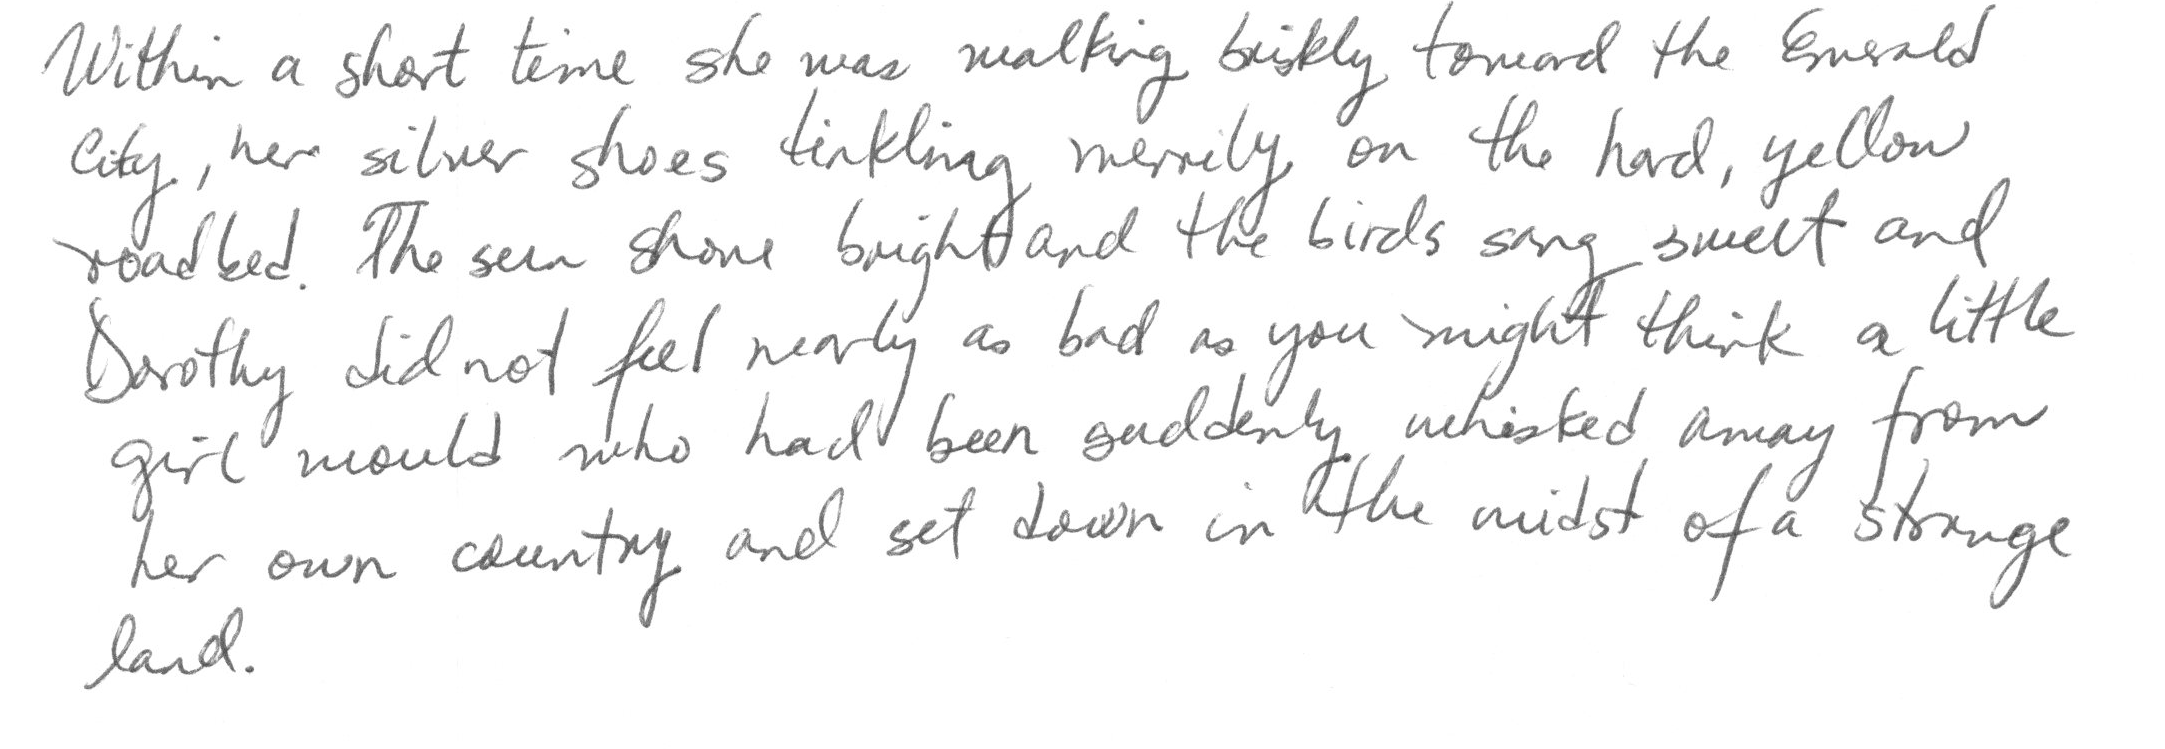 Within a short time she was walking briskly toward the Emerald
City, her silver shoes tinkling merrily on the hard, yellow
roadbed. The sun shone bright and the birds sang sweet and
Dorothy did not feel nearly as bad as you might think a little
girl would who had been suddenly whisked away from
her own country and set down in the midst of a strange
land.